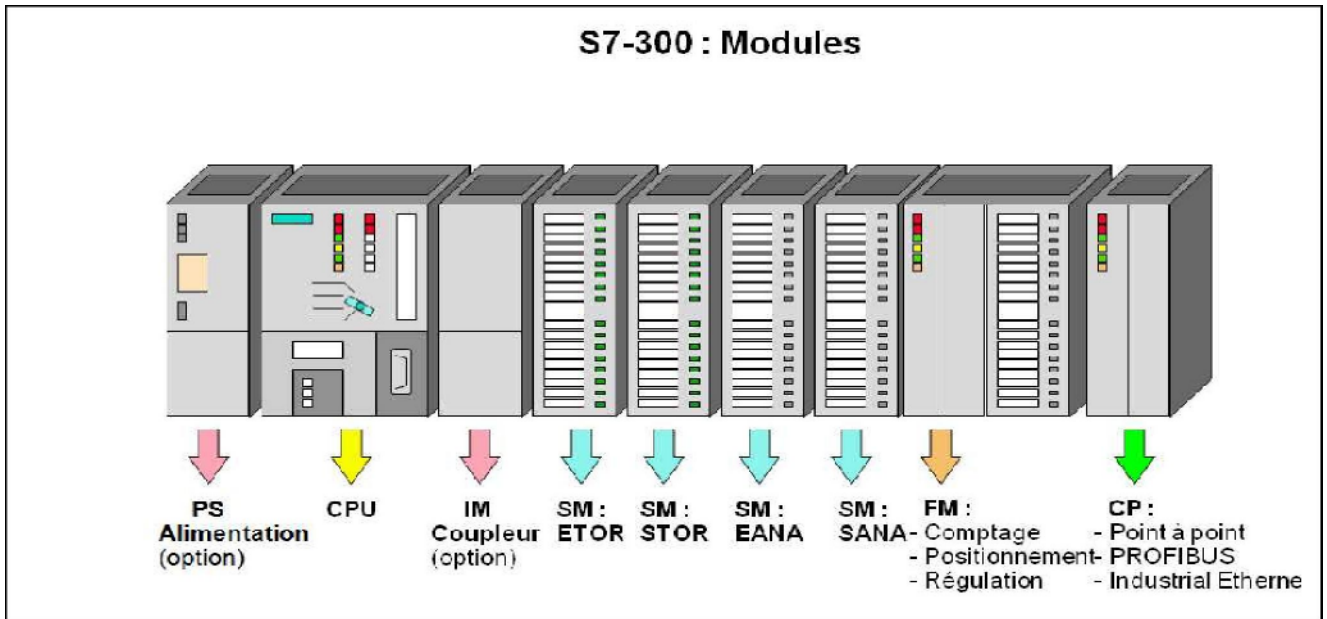 S7-300 : Modules
PS
Alimentation
(option)
CPU
IM
Coupleur
(option)
SM :
ETOR
SM :
STOR
SM :
EANA
SM :
SANA
FM :
- Comptage
- Positionnement
- Régulation
CP :
- Point à point
- PROFIBUS
- Industrial Etherne